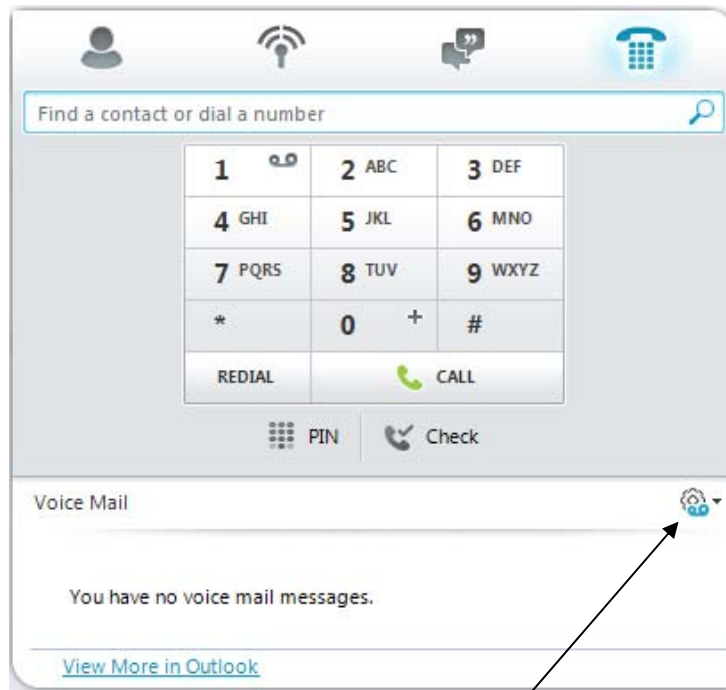 Find a contact or dial a number
1 2 ABC 3 DEF
4 GHI 5 JKL 6 MNO
7 PQRS 8 TUV 9 WXYZ
* 0 + #
REDIAL CALL
PIN Check
Voice Mail
You have no voice mail messages.
View More in Outlook